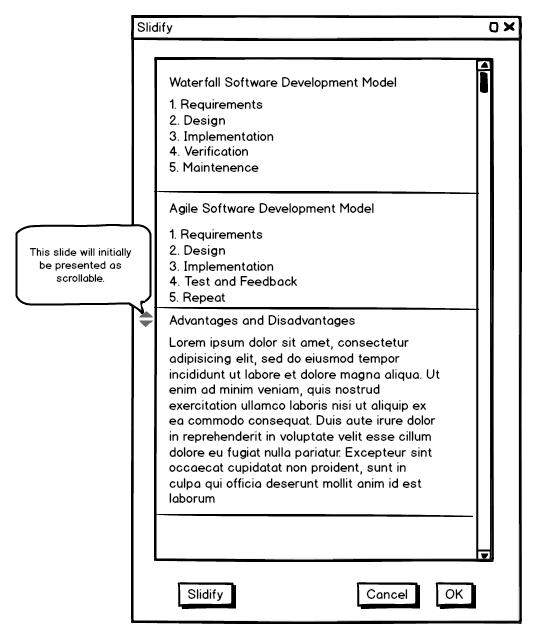 Slidify
Waterfall Software Development Model
1. Requirements
2. Design
3. Implementation
4. Verification
5. Maintenence
Agile Software Development Model
1. Requirements
2. Design
3. Implementation
4. Test and Feedback
5. Repeat
This slide will initially
be presented as
scrollable.
Advantages and Disadvantages
Lorem ipsum dolor sit amet, consectetur
adipisicing elit, sed do eiusmod tempor
incididunt ut labore et dolore magna aliqua. Ut
enim ad minim veniam, quis nostrud
exercitation ullamco laboris nisi ut aliquip ex
ea commodo consequat. Duis aute irure dolor
in reprehenderit in voluptate velit esse cillum
dolore eu fugiat nulla pariatur. Excepteur sint
occaecat cupidatat non proident, sunt in
culpa qui officia deserunt mollit anim id est
laborum
Slidify
Cancel
OK